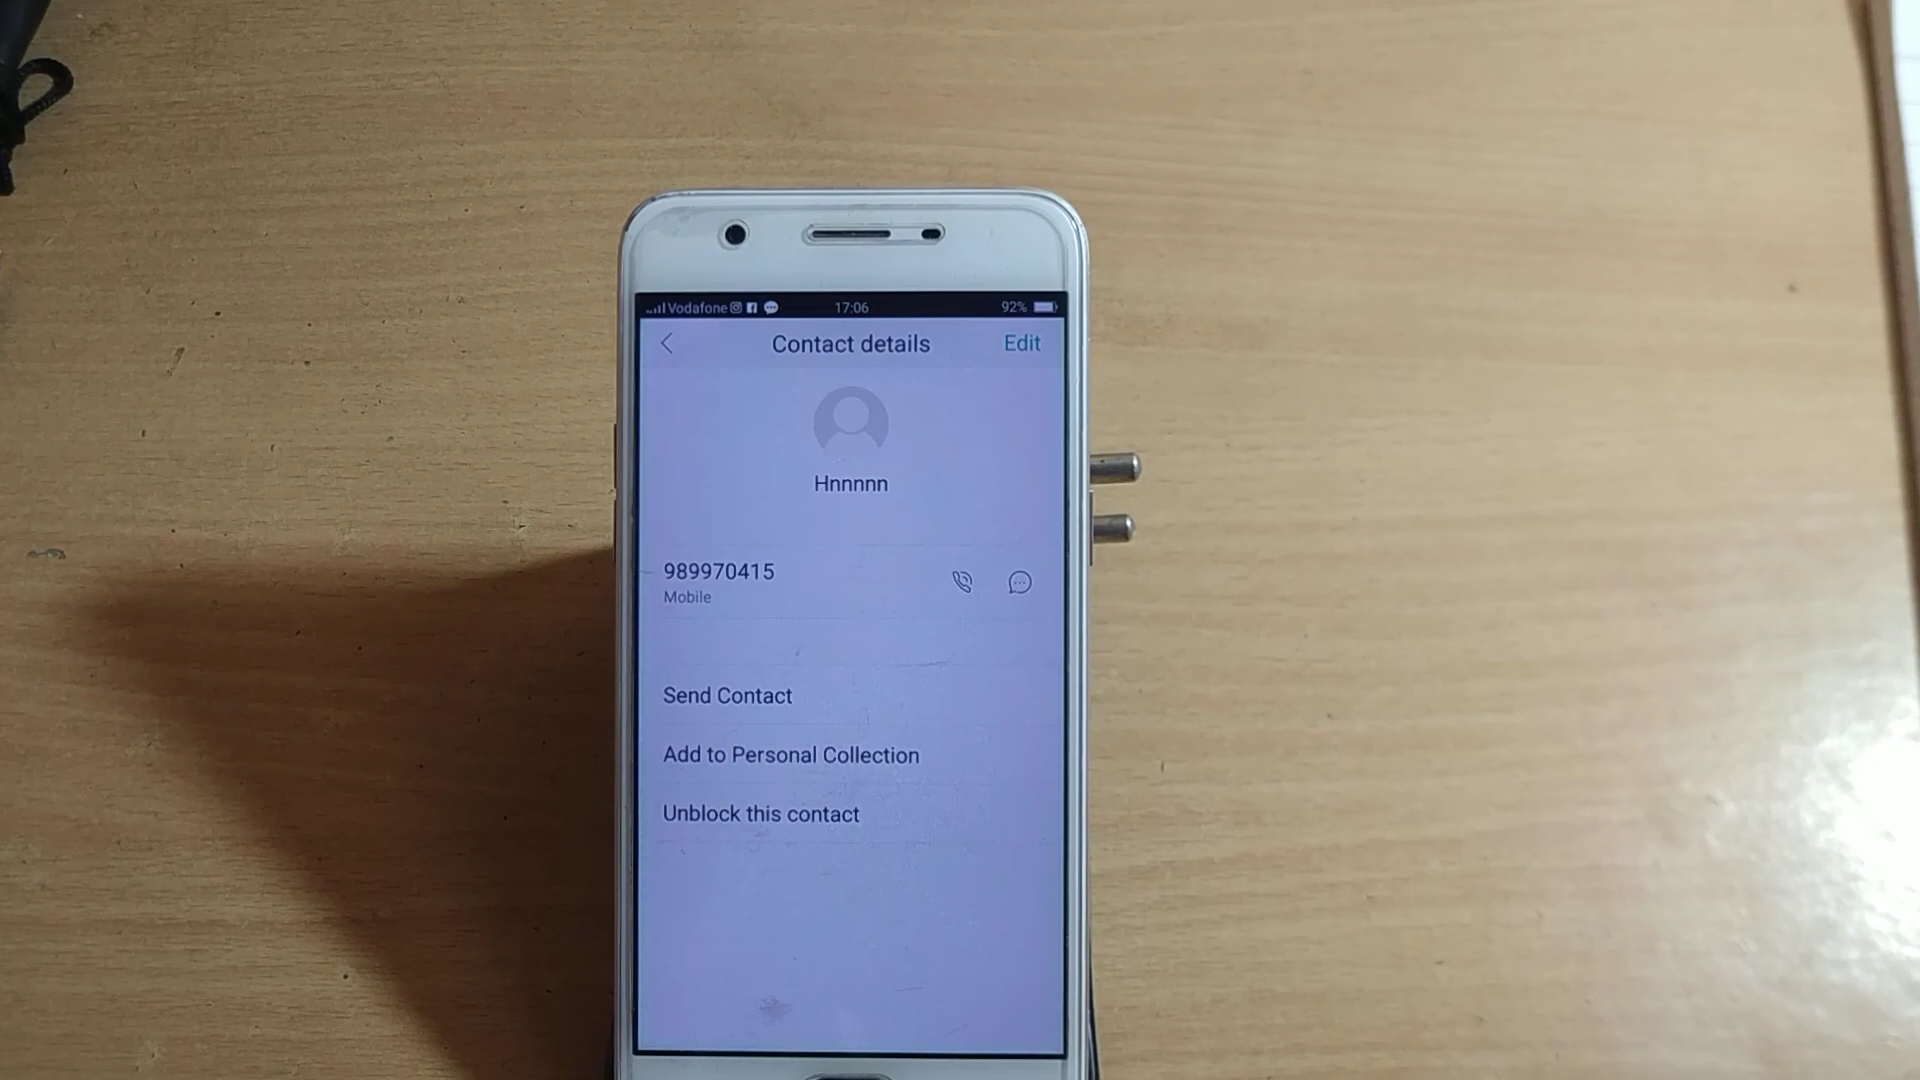 Vodafone 17:06 92%
Contact details Edit
Hnnnnn
989970415
Mobile
Send Contact
Add to Personal Collection
Unblock this contact